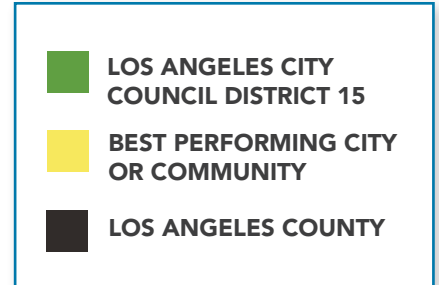 LOS ANGELES CITY
COUNCIL DISTRICT 15
BEST PERFORMING CITY
OR COMMUNITY
LOS ANGELES COUNTY